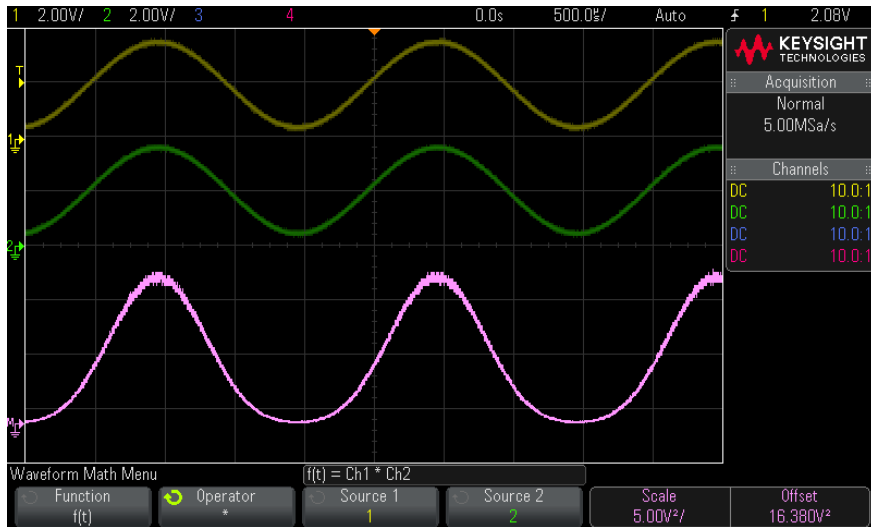 1 2.00V/ 2 2.00V/ 3 4 0.0s 500.0µs/ Auto 1 2.08V
KEYSIGHT
TECHNOLOGIES
Acquisition
Normal
5.00MSa/s
Channels
DC 10.0:1
DC 10.0:1
DC 10.0:1
DC 10.0:1
T
1
2
M
Waveform Math Menu
f(t) = Ch1 * Ch2
Function
f(t)
Operator
*
Source 1
1
Source 2
2
Scale
5.00V²/
Offset
16.380V²